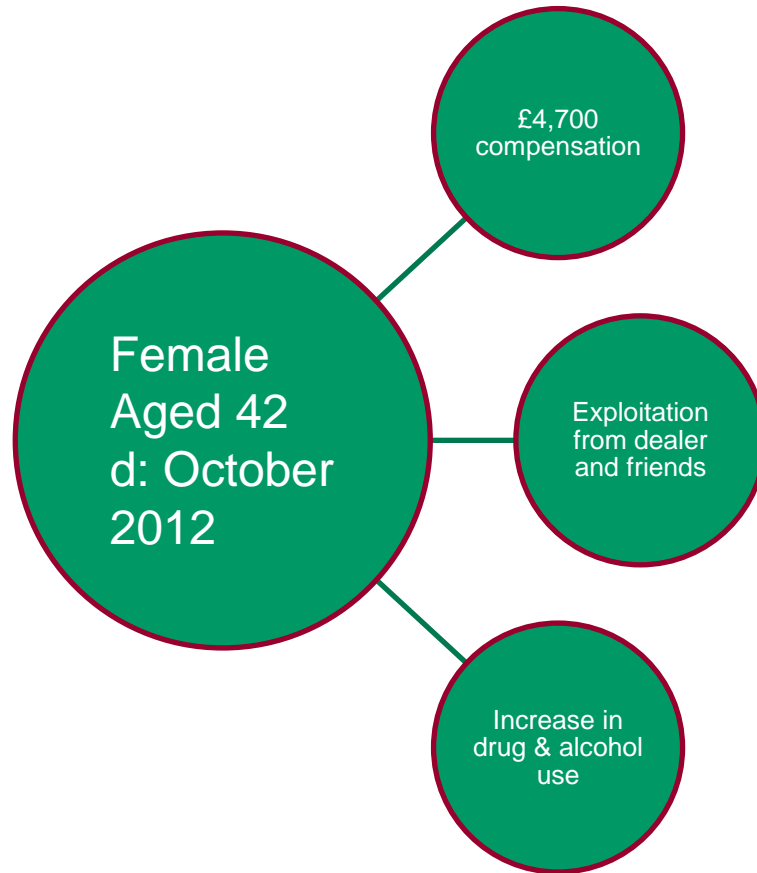 £4,700
compensation
Female
Aged 42
d: October
2012
Exploitation
from dealer
and friends
Increase in
drug & alcohol
use